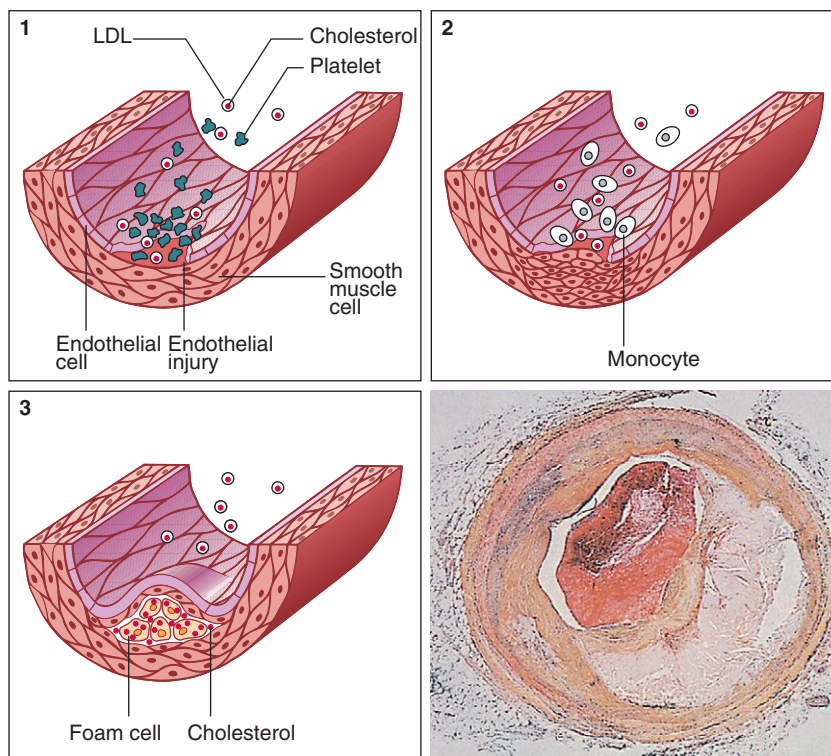 1
LDL
Cholesterol
Platelet
Smooth
muscle
cell
Endothelial
cell
Endothelial
injury
2
Monocyte
3
Foam cell
Cholesterol